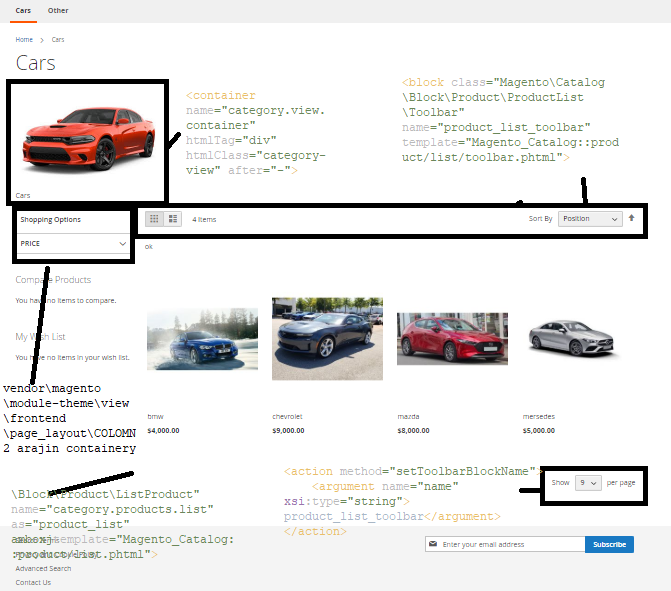 Cars Other
Home > Cars
Cars
<container
name="category.view.
container"
htmlTag="div"
htmlClass="category-
view" after="-">
<block class="Magento\Catalog
\Block\Product\ProductList
\Toolbar"
name="product_list_toolbar"
template="Magento_Catalog::prod
uct/list/toolbar.phtml">
Cars
Shopping Options
PRICE
4 Items
Sort By Position
ok
Compare Products
You have no items to compare.
My Wish List
You have no items in your wish list.
vendor\magento
\module-theme\view
\frontend
\page_layout\COLOMN
2 arajin containery
bmw
$4,000.00
chevrolet
$9,000.00
mazda
$8,000.00
mersedes
$5,000.00
\Block\Product\ListProduct"
name="category.products.list"
as="product_list"
template="Magento_Catalog:
:product/list.phtml">
<action method="setToolbarBlockName">
<argument name="name"
xsi:type="string">
product_list_toolbar</argument>
</action>
Show 9 per page
Enter your email address
Subscribe
Advanced Search
Contact Us